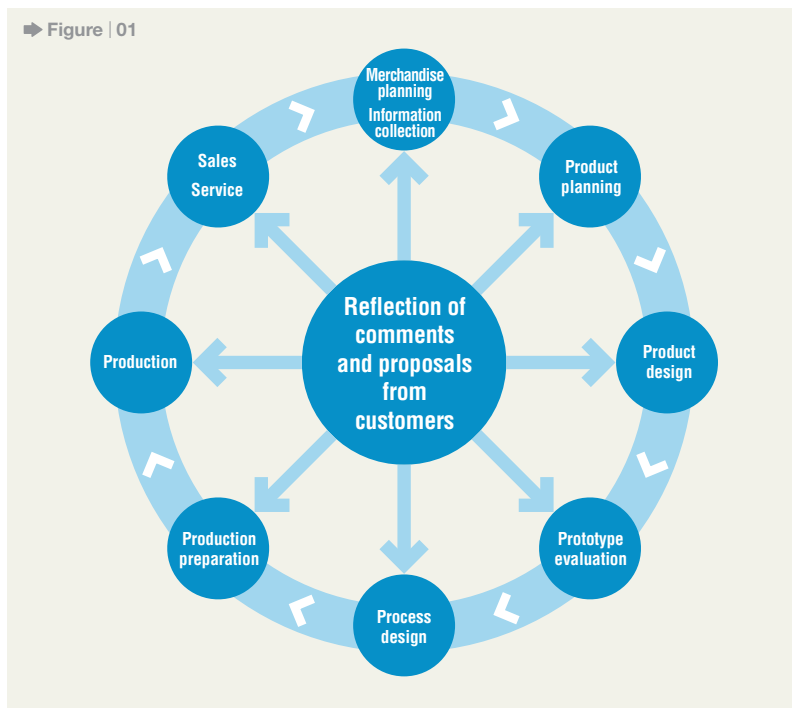 Figure | 01
Merchandise
planning
Information
collection
Product
planning
Product
design
Prototype
evaluation
Process
design
Production
preparation
Production
Sales
Service
Reflection of
comments
and proposals
from
customers